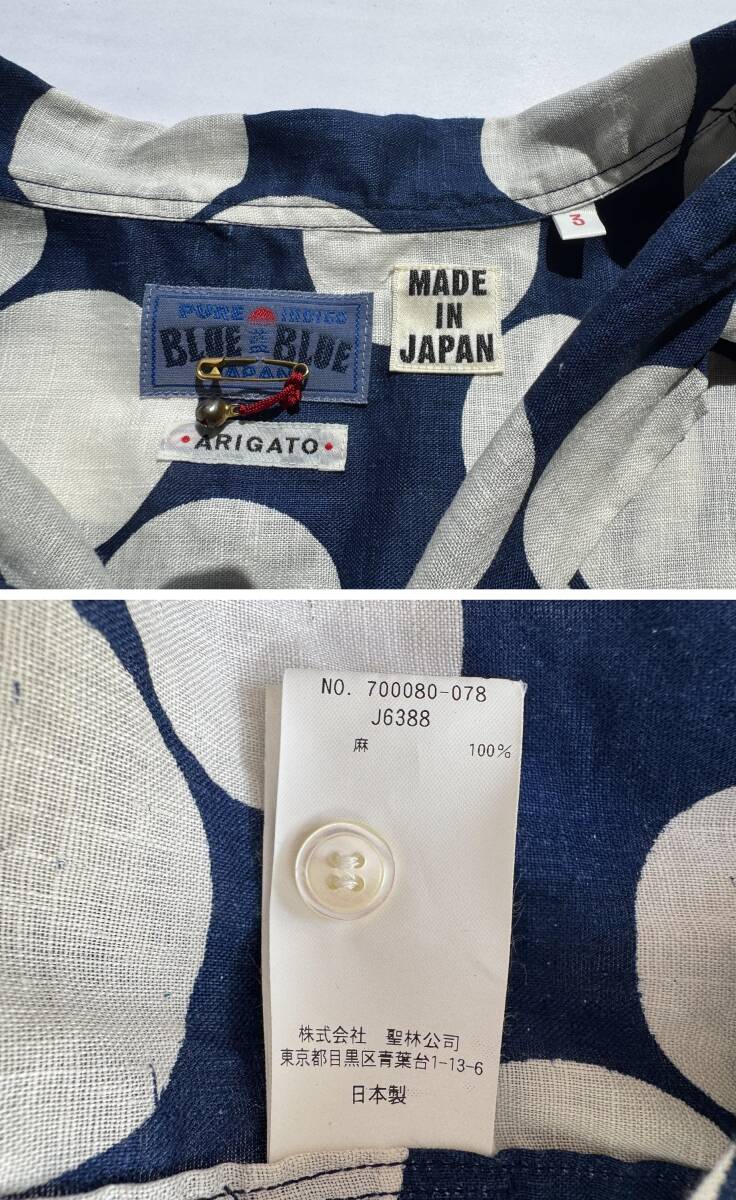 PURE INDIGO
BLUE BLUE
JAPAN
MADE
IN
JAPAN
3
• ARIGATO •
NO. 700080-078
J6388
麻 100%
株式会社 聖林公司
東京都目黒区青葉台1-13-6
日本製